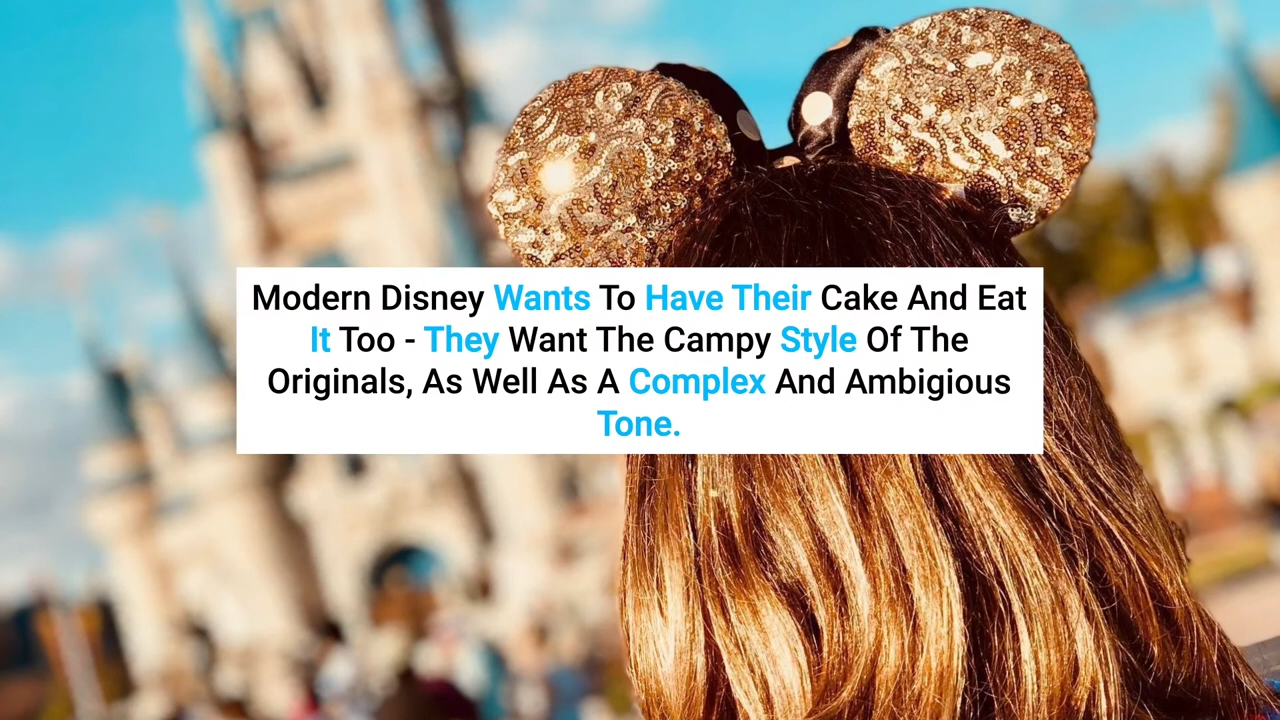 Modern Disney Wants To Have Their Cake And Eat
It Too - They Want The Campy Style Of The
Originals, As Well As A Complex And Ambigious
Tone.